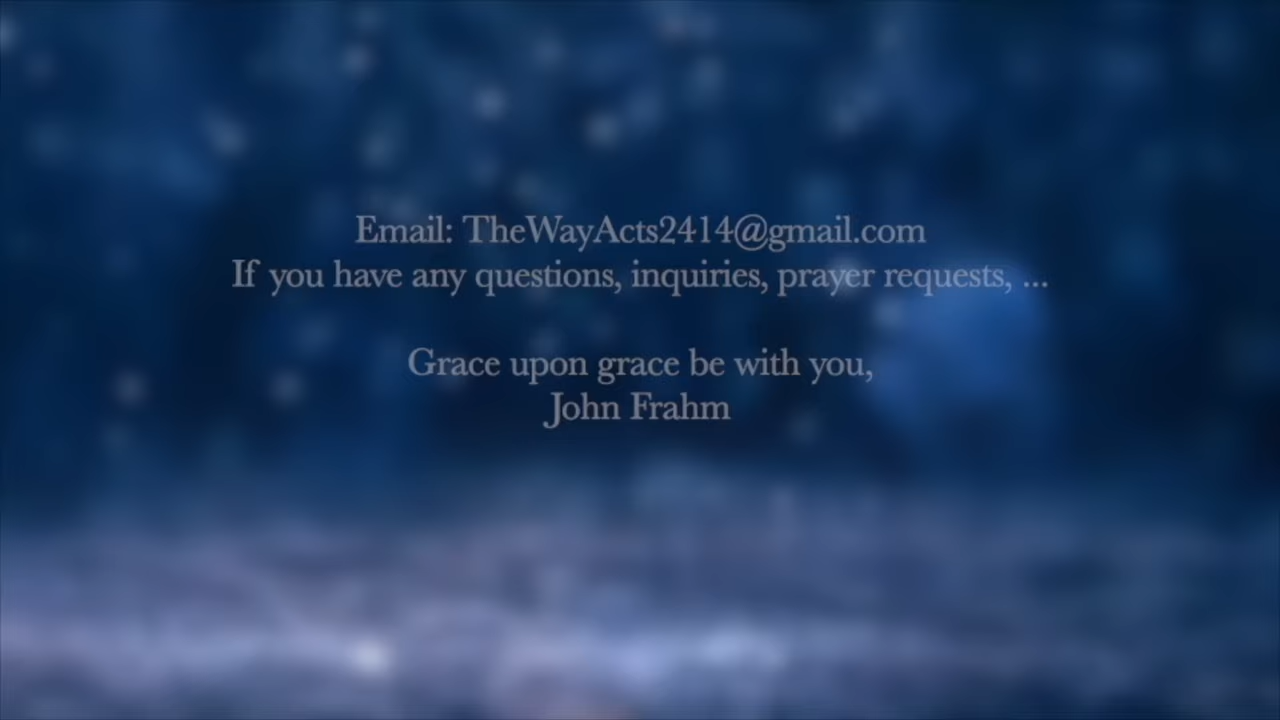 Email: TheWayActs2414@gmail.com
If you have any questions, inquiries, prayer requests, ...
Grace upon grace be with you,
John Frahm